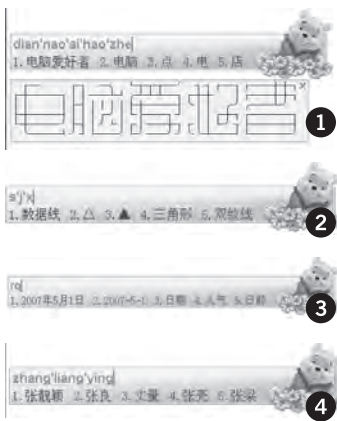 dian'nao'ai'hao'zhe
1.电脑爱好者 2.电脑 3.点 4.电 5.店
电脑爱好者
1
s'j'x
1.数据线 2.△ 3.▲ 4.三角形 5.双绞线
2
rq
1.2007年5月1日 2.2007-5-1 3.日期 4.人气 5.日前
3
zhang'liang'ying
1.张靓颖 2.张良 3.丈量 4.张亮 5.张梁
4